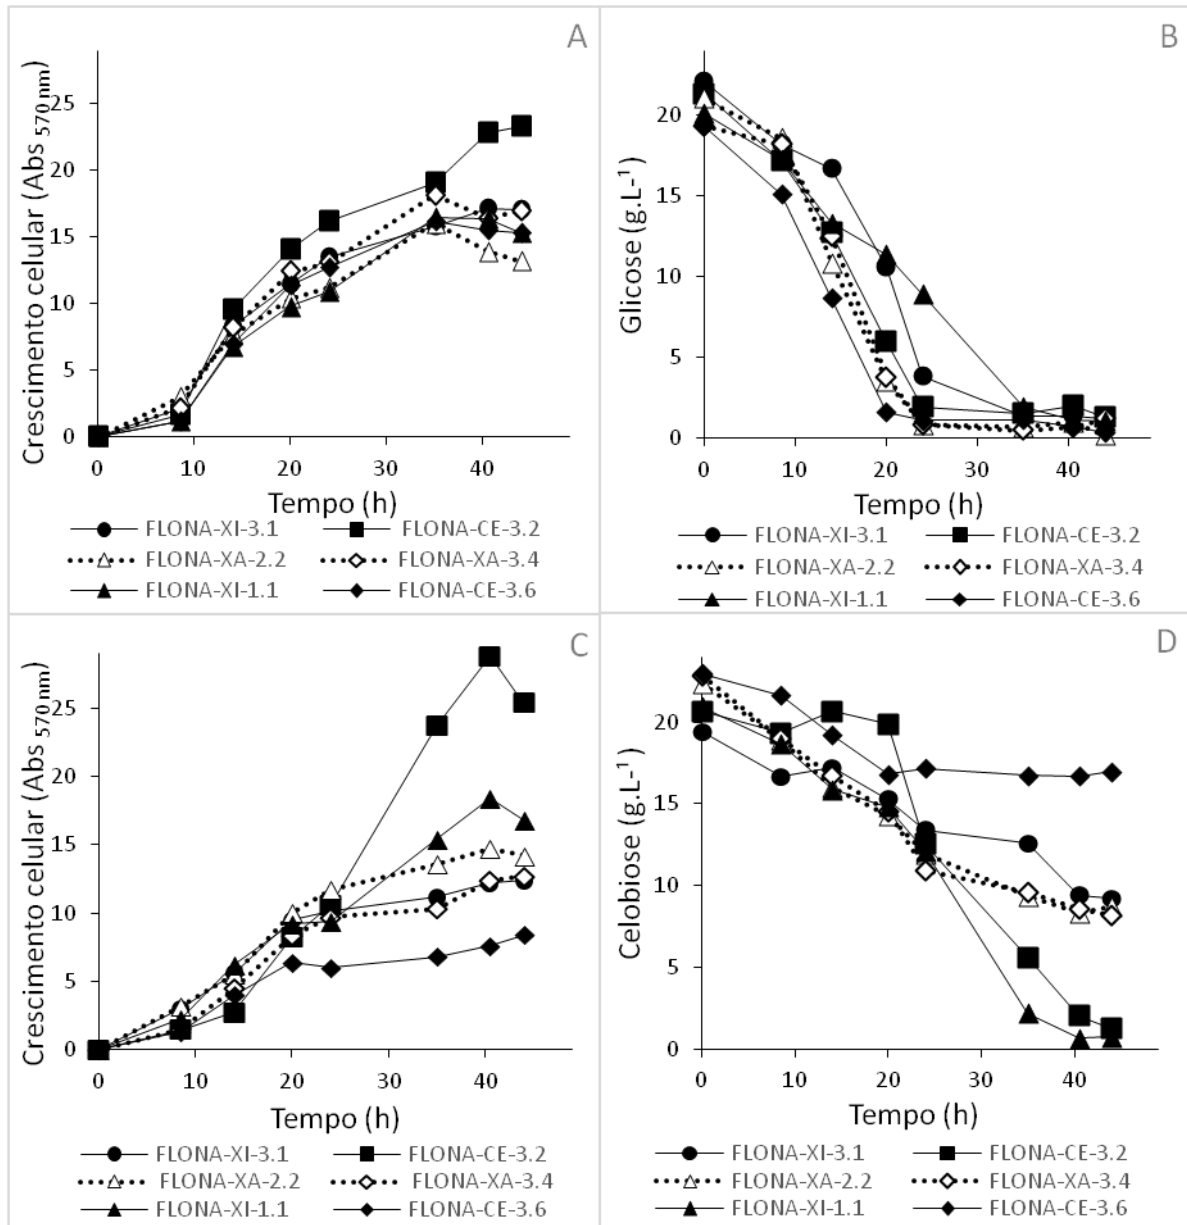 A
Crescimento celular (Abs 570 nm)
25
20
15
10
5
0
0 10 20 30 40
Tempo (h)
FLONA-XI-3.1 FLONA-CE-3.2
FLONA-XA-2.2 FLONA-XA-3.4
FLONA-XI-1.1 FLONA-CE-3.6
B
Glicose (g.L-¹)
20
15
10
5
0
0 10 20 30 40
Tempo (h)
FLONA-XI-3.1 FLONA-CE-3.2
FLONA-XA-2.2 FLONA-XA-3.4
FLONA-XI-1.1 FLONA-CE-3.6
C
Crescimento celular (Abs 570 nm)
25
20
15
10
5
0
0 10 20 30 40
Tempo (h)
FLONA-XI-3.1 FLONA-CE-3.2
FLONA-XA-2.2 FLONA-XA-3.4
FLONA-XI-1.1 FLONA-CE-3.6
D
Celobiose (g.L-¹)
20
15
10
5
0
0 10 20 30 40
Tempo (h)
FLONA-XI-3.1 FLONA-CE-3.2
FLONA-XA-2.2 FLONA-XA-3.4
FLONA-XI-1.1 FLONA-CE-3.6